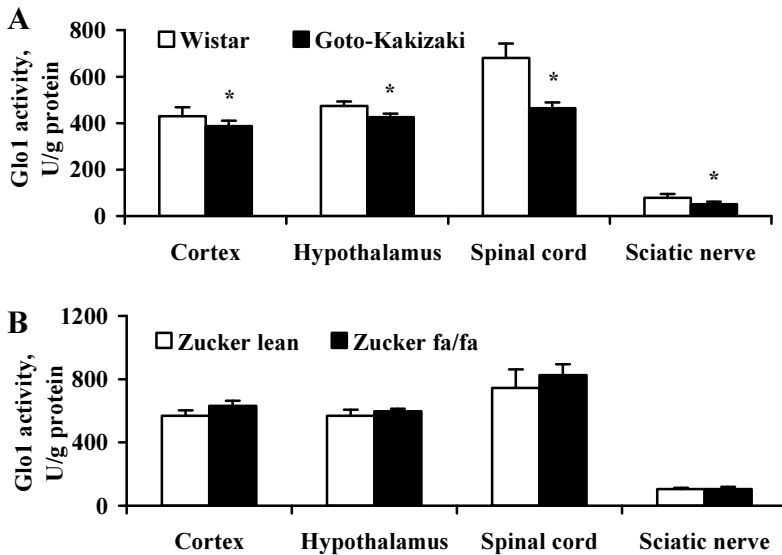 A
Glo1 activity,
U/g protein
800
600
400
200
0
Wistar Goto-Kakizaki
* * * *
Cortex Hypothalamus Spinal cord Sciatic nerve
B
Glo1 activity,
U/g protein
1200
800
400
0
Zucker lean Zucker fa/fa
Cortex Hypothalamus Spinal cord Sciatic nerve